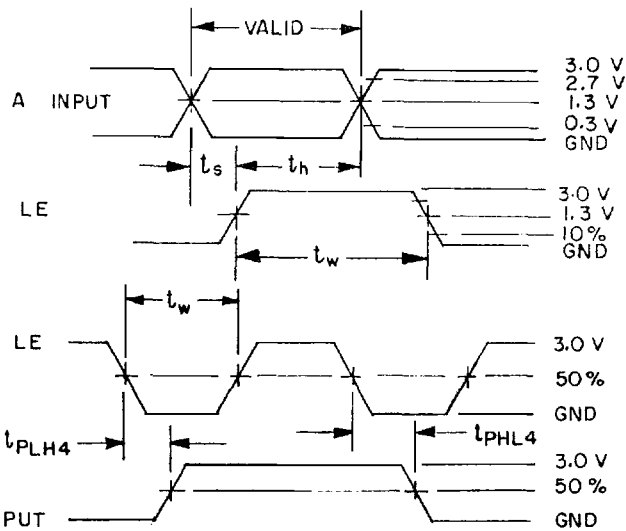 VALID
3.0 V
2.7 V
A INPUT
1.3 V
0.3 V
GND
ts
th
LE
3.0 V
1.3 V
10%
GND
tw
tw
LE
3.0 V
50%
GND
tPLH4
tPHL4
3.0 V
50%
PUT
GND